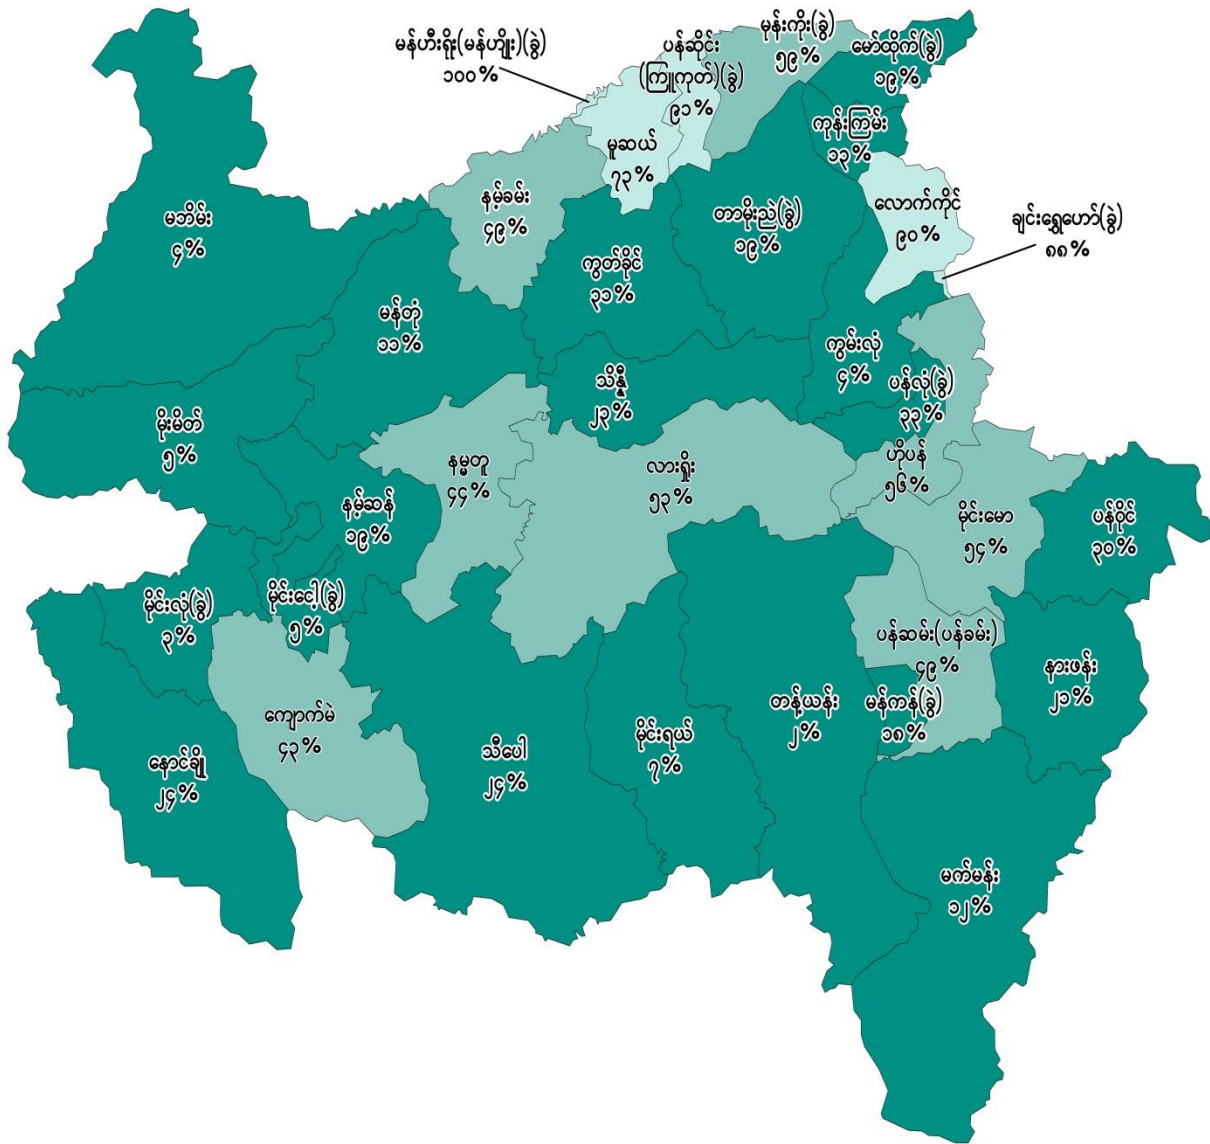 မန်ဟီးရိုး(မန်ဟျိုး)(ခွဲ)
၁၀၀%
ပန်ဆိုင်း
(ကြူကုတ်)(ခွဲ)
၉၁%
မုန်းကိုး(ခွဲ)
၅၉%
မော်ထိုက်(ခွဲ)
၁၉%
ကုန်းကြမ်း
၁၃%
မူဆယ်
၇၃%
လောက်ကိုင်
၉၀%
ချင်းရွှေဟော်(ခွဲ)
၈၈%
မဘိမ်း
၄%
နမ့်ခမ်း
၄၉%
တာမိုးညဲ(ခွဲ)
၁၉%
ကွတ်ခိုင်
၃၁%
မန်တုံ
၁၁%
ကွမ်းလုံ
၄%
သိန္နီ
၂၃%
ပန်လုံ(ခွဲ)
၃၃%
မိုးမိတ်
၅%
နမ္မတူ
၄၄%
လားရှိုး
၅၃%
ဟိုပန်
၅၆%
နမ့်ဆန်
၁၉%
မိုင်းမော
၅၄%
ပန်ဝိုင်
၃၀%
မိုင်းလုံ(ခွဲ)
၃%
မိုင်းငေါ့(ခွဲ)
၅%
ပန်ဆမ်း(ပန်ခမ်း)
၄၉%
နားဖန်း
၂၁%
ကျောက်မဲ
၄၃%
တန့်ယန်း
၂%
မန်ကန်(ခွဲ)
၁၈%
နောင်ချို
၂၄%
သီပေါ
၂၄%
မိုင်းရယ်
၇%
မက်မန်း
၁၂%